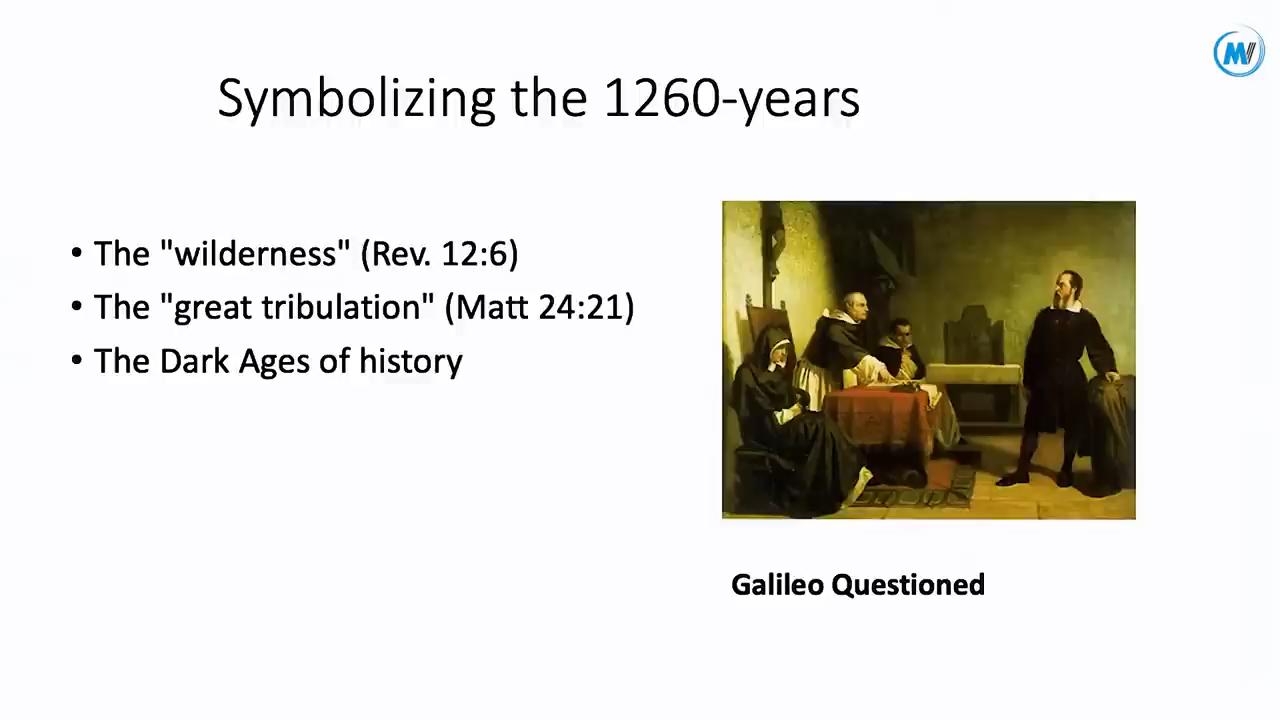 MV
Symbolizing the 1260-years
• The "wilderness" (Rev. 12:6)
• The "great tribulation" (Matt 24:21)
• The Dark Ages of history
Galileo Questioned